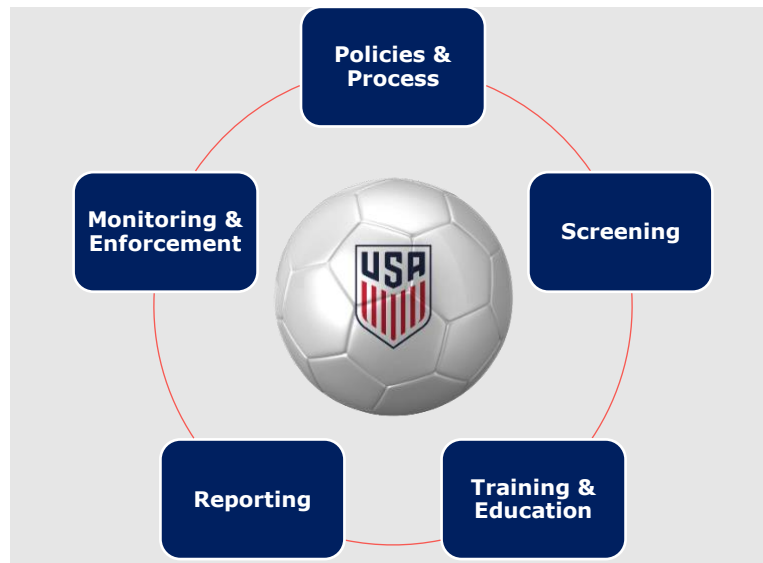 Policies &
Process
Screening
Training &
Education
Reporting
Monitoring &
Enforcement
USA